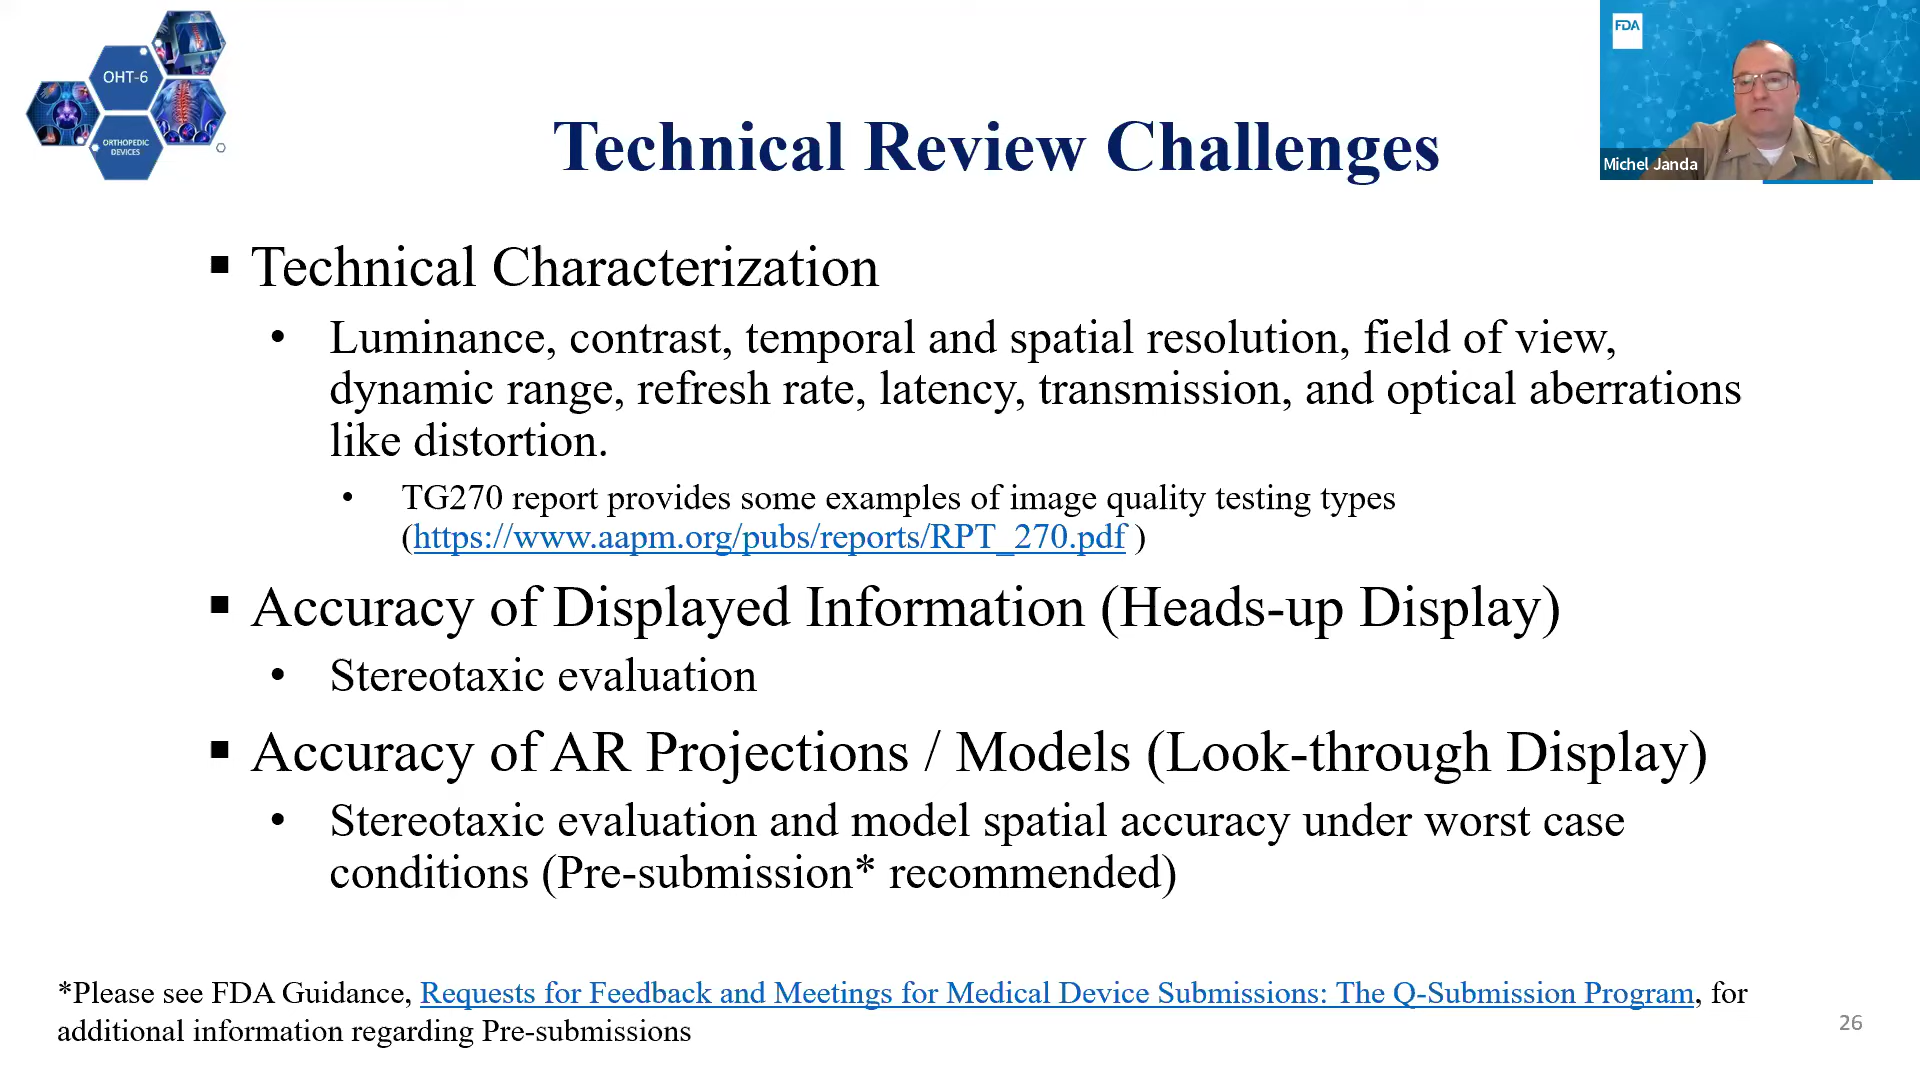 OHT-6
ORTHOPEDIC
DEVICES
FDA
Michel Janda
Technical Review Challenges
▪ Technical Characterization
• Luminance, contrast, temporal and spatial resolution, field of view,
dynamic range, refresh rate, latency, transmission, and optical aberrations
like distortion.
• TG270 report provides some examples of image quality testing types
(https://www.aapm.org/pubs/reports/RPT_270.pdf )
▪ Accuracy of Displayed Information (Heads-up Display)
• Stereotaxic evaluation
▪ Accuracy of AR Projections / Models (Look-through Display)
• Stereotaxic evaluation and model spatial accuracy under worst case
conditions (Pre-submission* recommended)
*Please see FDA Guidance, Requests for Feedback and Meetings for Medical Device Submissions: The Q-Submission Program, for
additional information regarding Pre-submissions
26